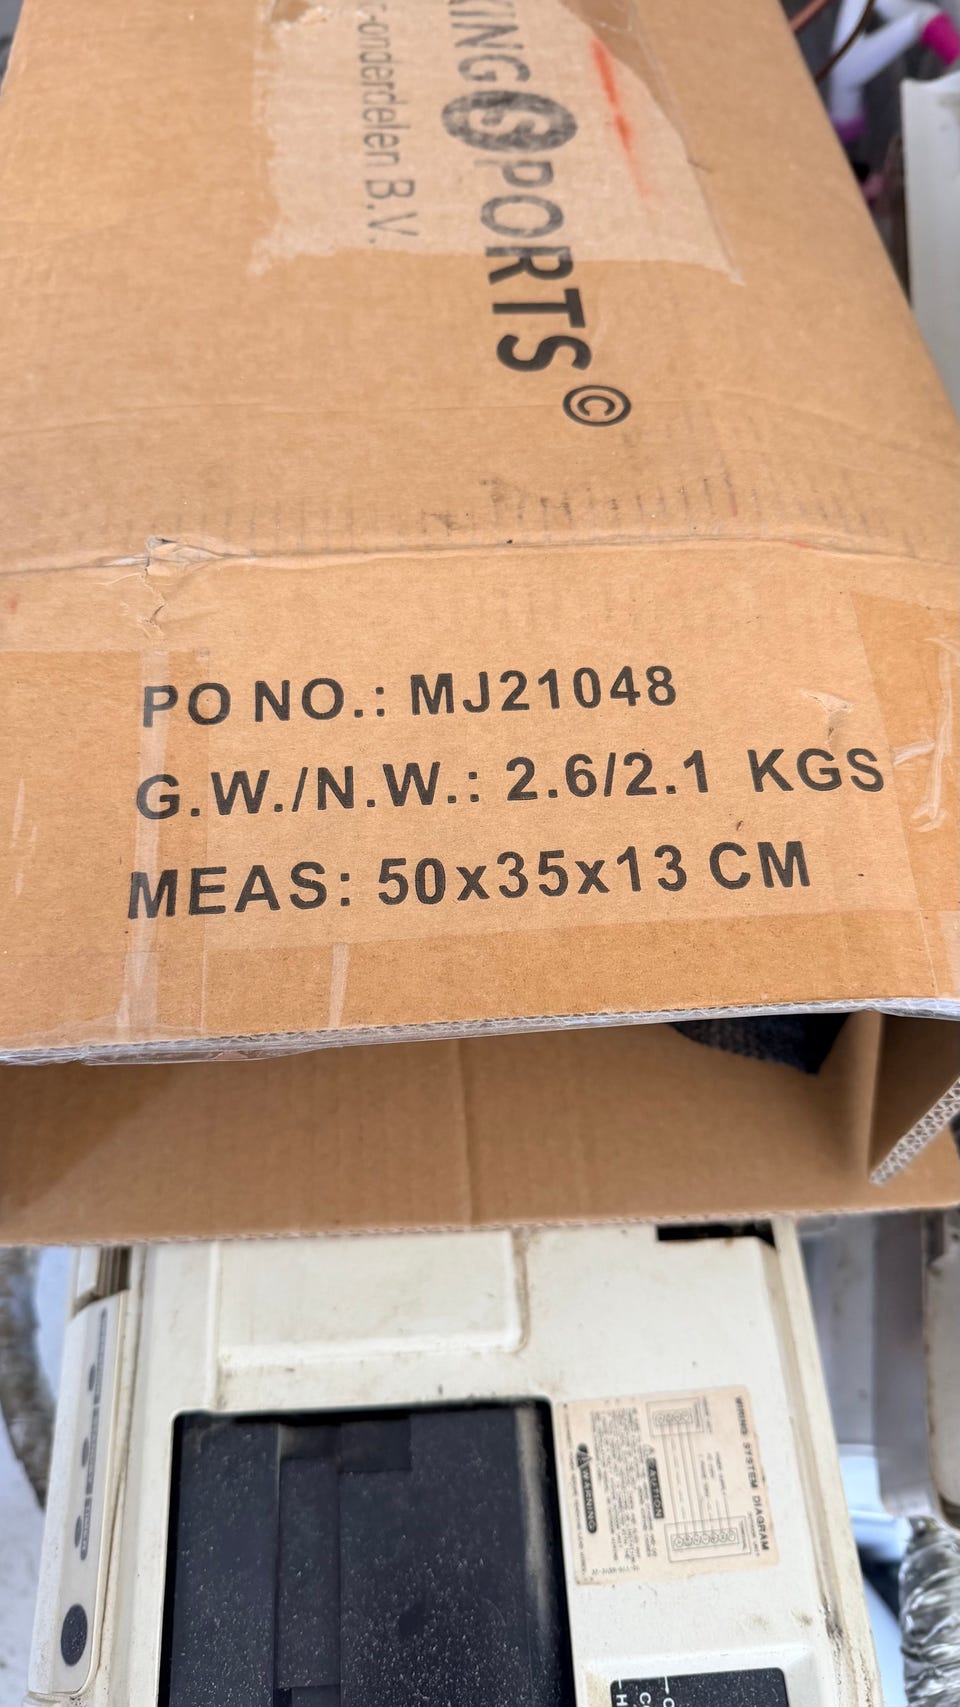 KING SPORTS ©
-onderdelen B.V.
PO NO.: MJ21048
G.W./N.W.: 2.6/2.1 KGS
MEAS: 50x35x13 CM
WIRING SYSTEM DIAGRAM
CAUTION
WARNING